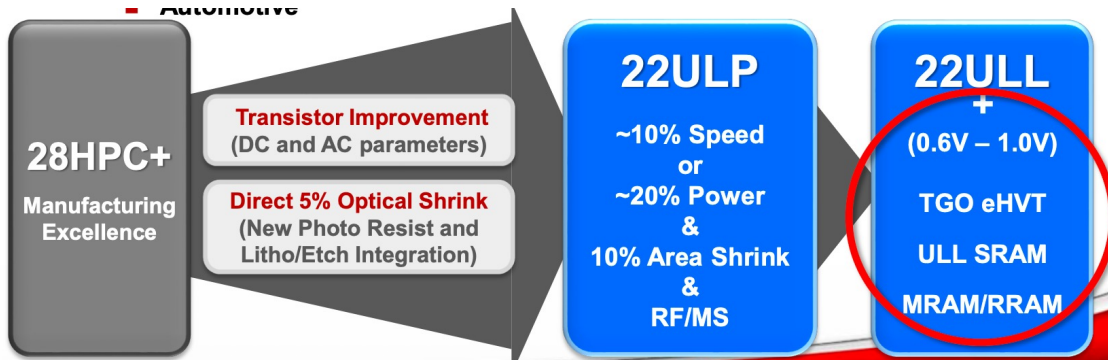 Automotive
28HPC+
Manufacturing
Excellence
Transistor Improvement
(DC and AC parameters)
Direct 5% Optical Shrink
(New Photo Resist and
Litho/Etch Integration)
22ULP
~10% Speed
or
~20% Power
&
10% Area Shrink
&
RF/MS
22ULL
+
(0.6V – 1.0V)
TGO eHVT
ULL SRAM
MRAM/RRAM